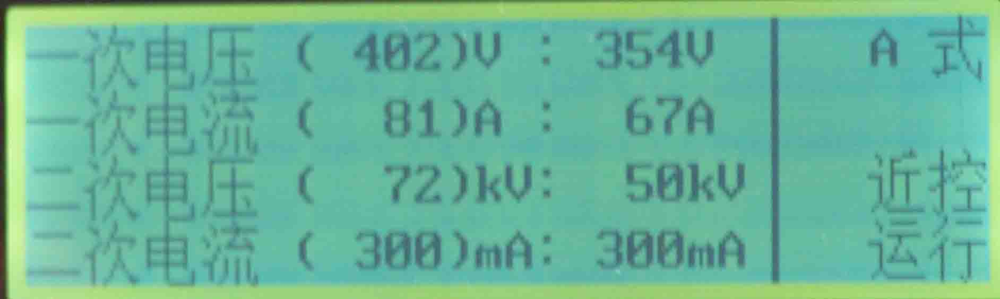 一次电压 ( 402)V : 354V A 式
一次电流 ( 81)A : 67A
二次电压 ( 72)kV: 50kV 近控
二次电流 ( 300)mA: 300mA 运行